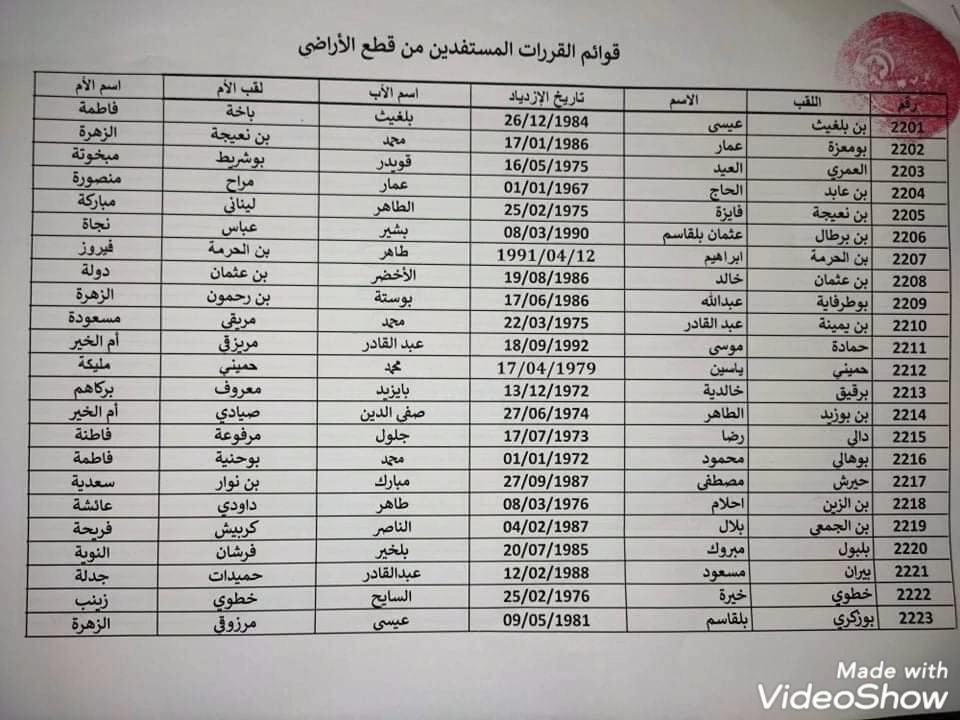 قوائم القررات المستفدين من قطع الأراضى
رقم اللقب الاسم تاريخ الإزدياد اسم الأب لقب الأم اسم الأم
2201 بن بلغيث عيسى 26/12/1984 بلغيث باخة فاطمة
2202 بومعزة عمار 17/01/1986 محمد بن نعيجة الزهرة
2203 العمري العيد 16/05/1975 قويدر بوشريط مبخوتة
2204 بن عابد الحاج 01/01/1967 عمار مراح منصورة
2205 بن نعيجة فايزة 25/02/1975 الطاهر لينانى مباركة
2206 بن برطال عثمان بلقاسم 08/03/1990 بشير عباس نجاة
2207 بن الحرمة ابراهيم 1991/04/12 طاهر بن الحرمة فيروز
2208 بن عثمان خالد 19/08/1986 الأخضر بن عثمان دولة
2209 بوطرفاية عبدالله 17/06/1986 بوستة بن رحمون الزهرة
2210 بن يمينة عبد القادر 22/03/1975 محمد مريقى مسعودة
2211 حمادة موسى 18/09/1992 عبد القادر مريزقي أم الخير
2212 حميني ياسين 17/04/1979 محمد حميني مليكة
2213 برقيق خالدية 13/12/1972 بايزيد معروف بركاهم
2214 بن بوزيد الطاهر 27/06/1974 صفى الدين صيادي أم الخير
2215 دالي رضا 17/07/1973 جلول مرفوعة فاطنة
2216 بوهالي محمود 01/01/1972 محمد بوحنية فاطمة
2217 حيرش مصطفى 27/09/1987 مبارك بن نوار سعدية
2218 بن الزين احلام 08/03/1976 طاهر داودي عائشة
2219 بن الجمعي بلال 04/02/1987 الناصر كربيش فريحة
2220 بلبول مبروك 20/07/1985 بلخير فرشان النوية
2221 بيران مسعود 12/02/1988 عبدالقادر حميدات جدلة
2222 خطوي خيرة 25/02/1976 السايح خطوي زينب
2223 بوزكري بلقاسم 09/05/1981 عيسى مرزوقي الزهرة
Made with
VideoShow